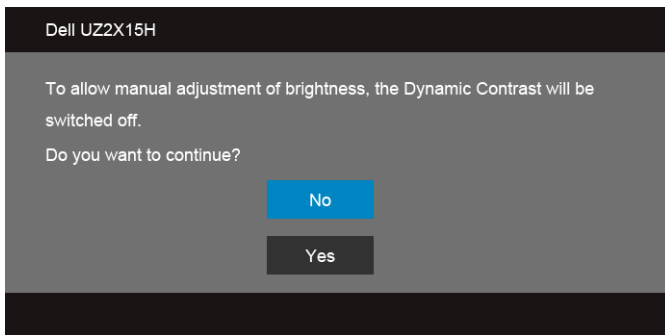 Dell UZ2X15H
To allow manual adjustment of brightness, the Dynamic Contrast will be
switched off.
Do you want to continue?
No
Yes